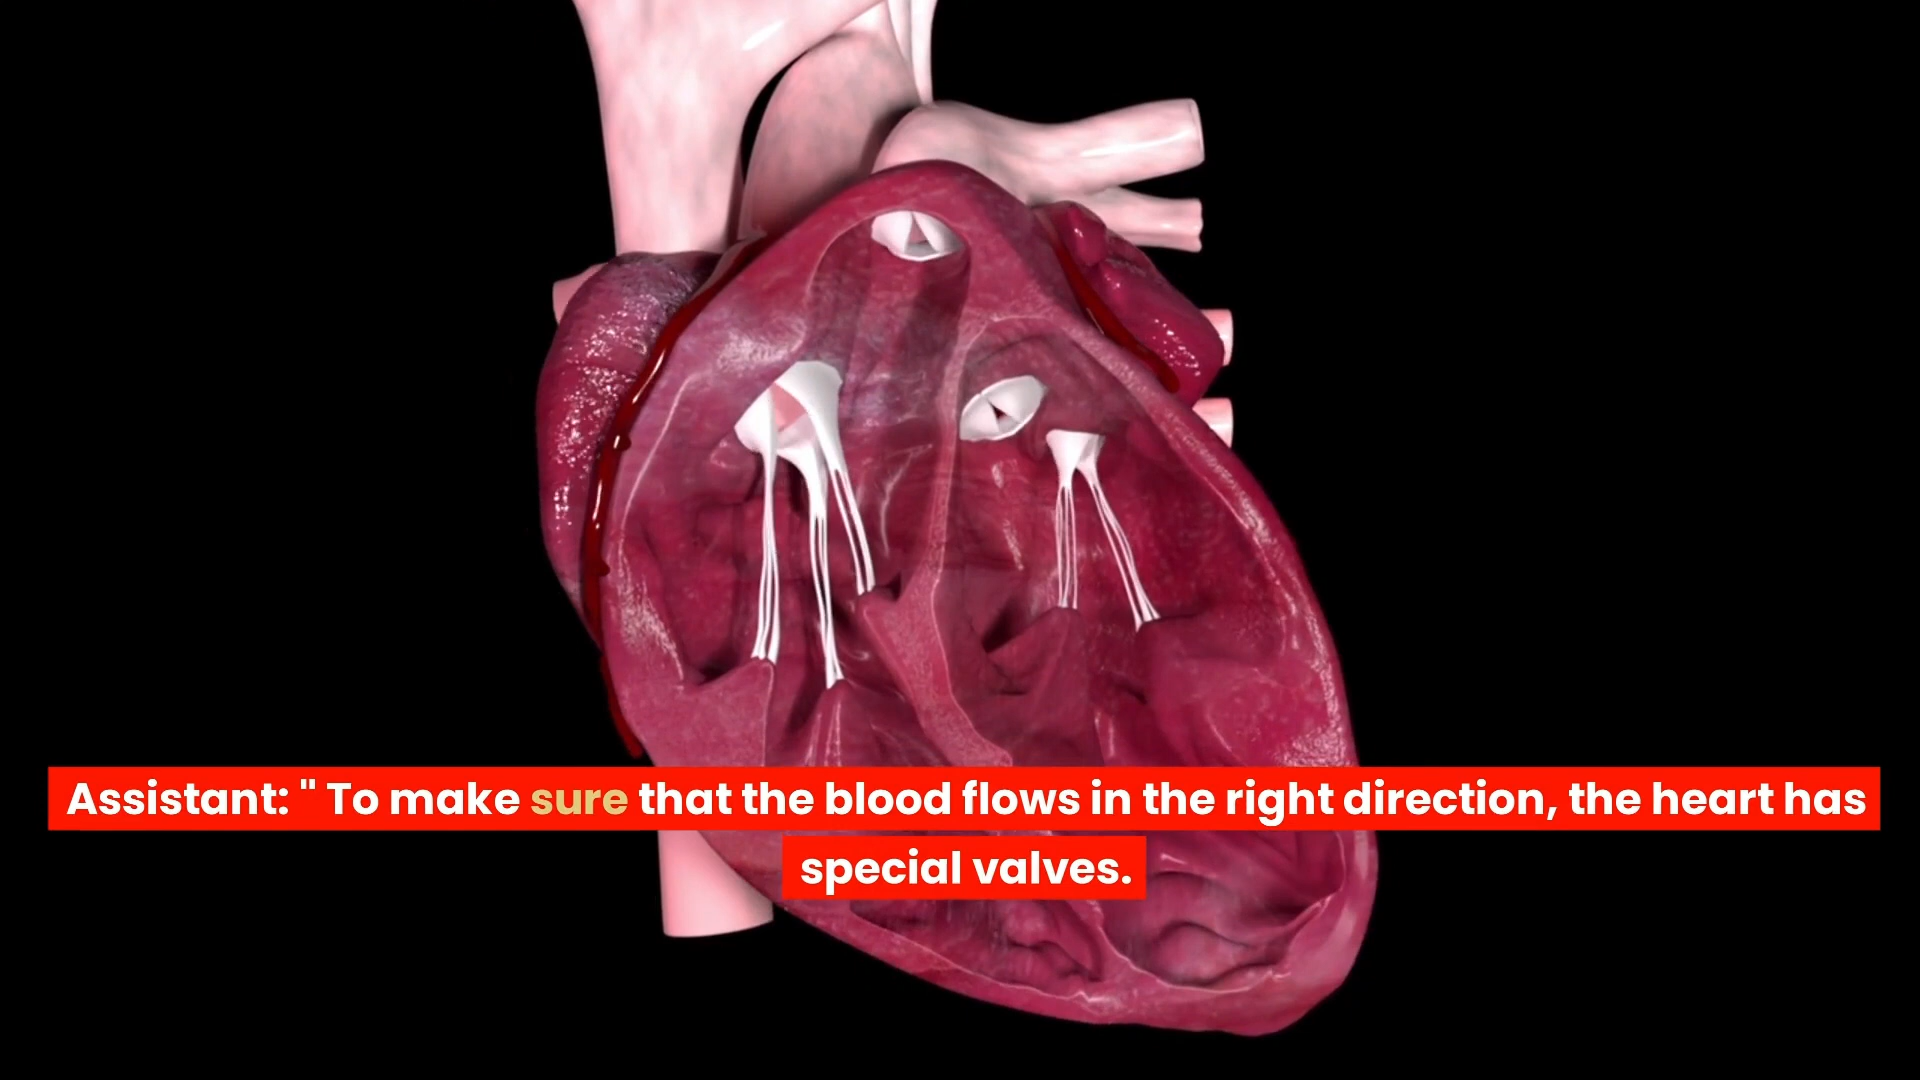 Assistant: " To make sure that the blood flows in the right direction, the heart has
special valves.